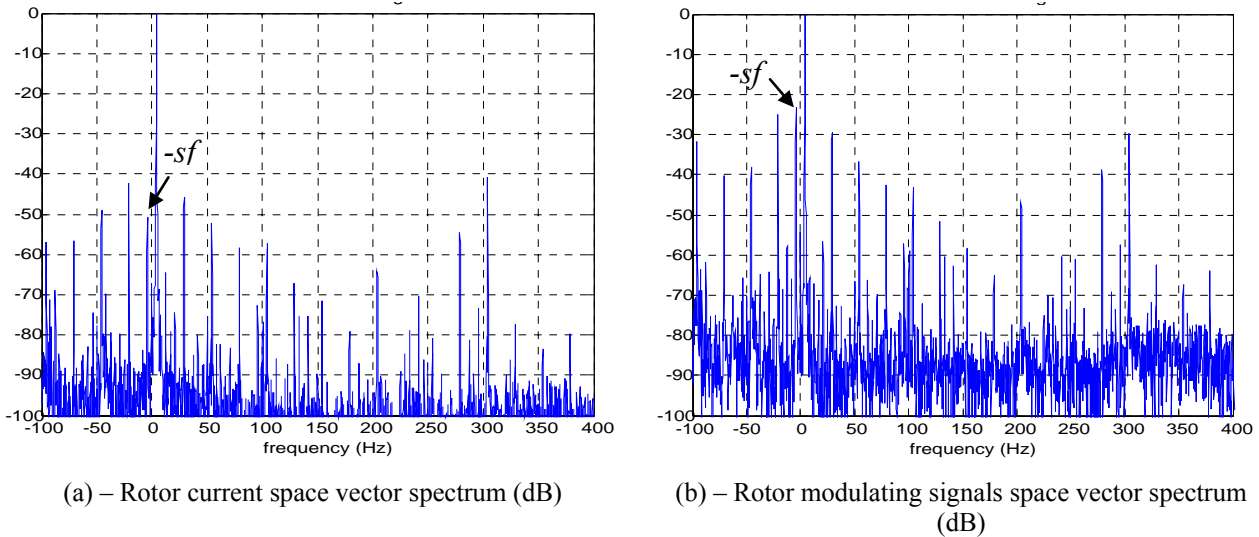 0
-10
-20
-30
-40
-50
-60
-70
-80
-90
-100
-sf
-100 -50 0 50 100 150 200 250 300 350 400
frequency (Hz)
(a) – Rotor current space vector spectrum (dB)
0
-10
-20
-30
-40
-50
-60
-70
-80
-90
-100
-sf
-100 -50 0 50 100 150 200 250 300 350 400
frequency (Hz)
(b) – Rotor modulating signals space vector spectrum
(dB)